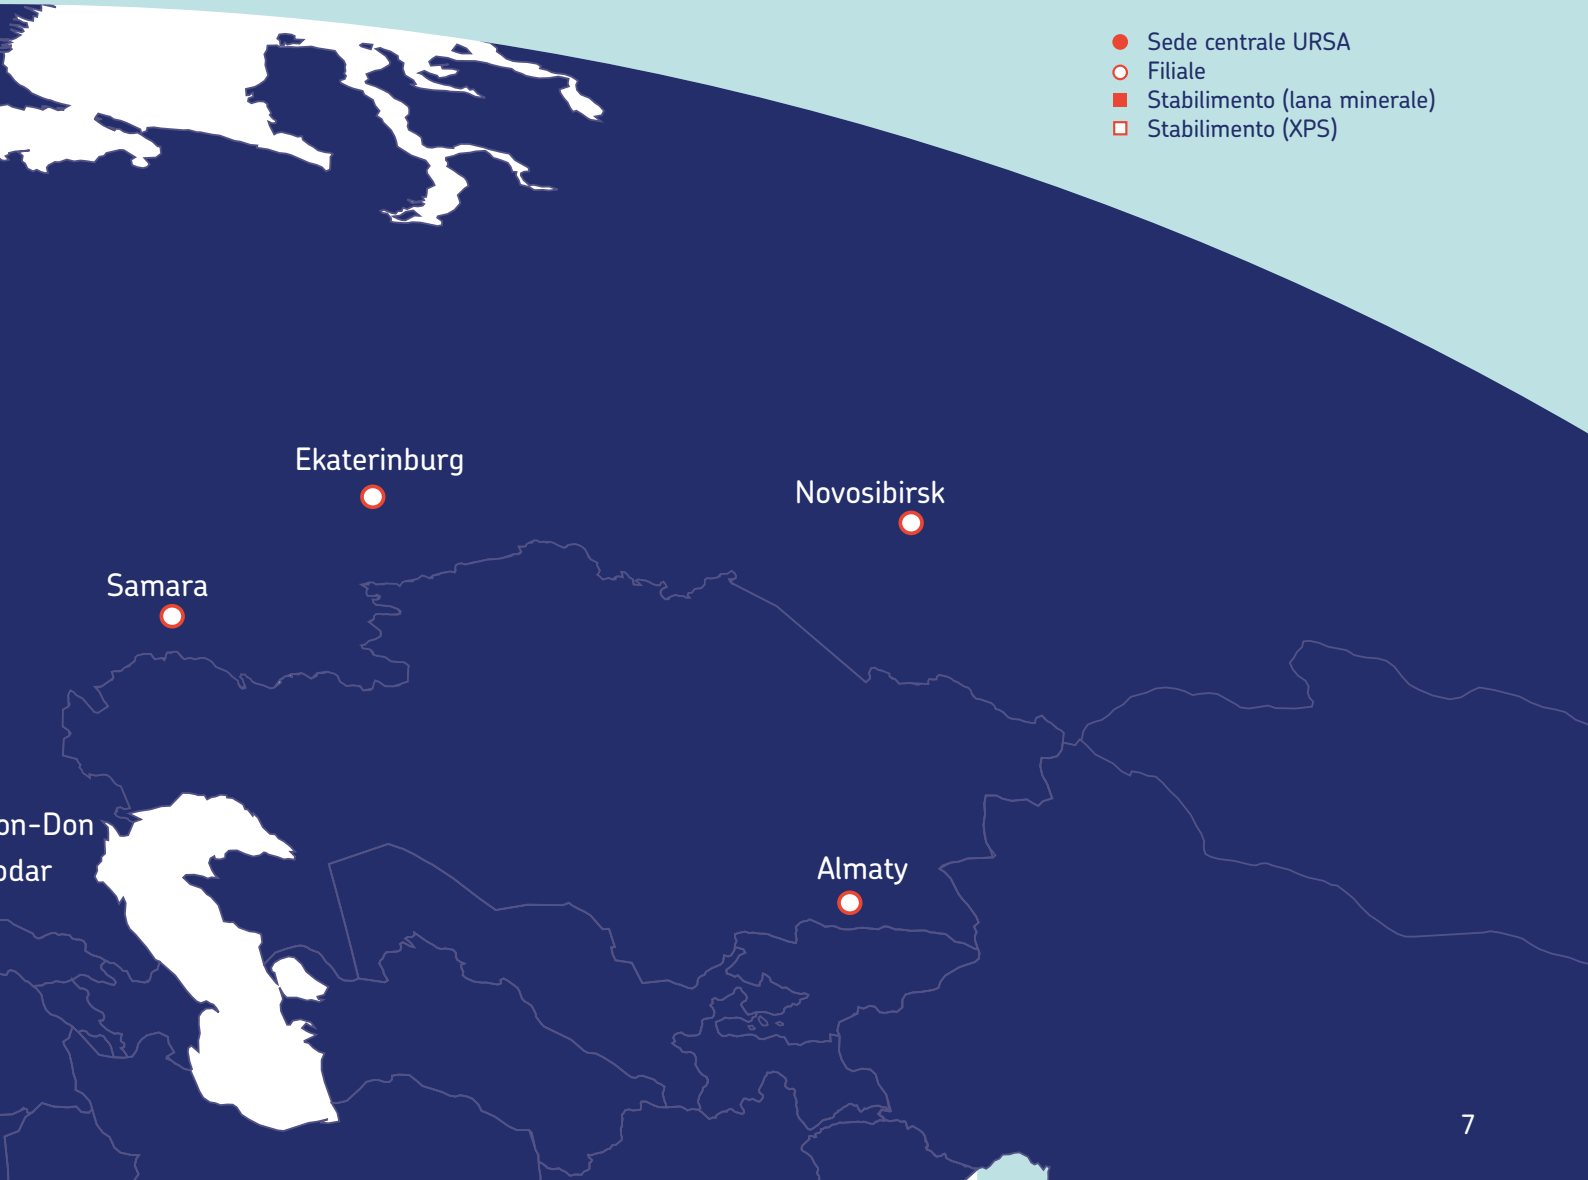 Sede centrale URSA
Filiale
Stabilimento (lana minerale)
Stabilimento (XPS)
Ekaterinburg
Novosibirsk
Samara
on-Don
odar
Almaty
7